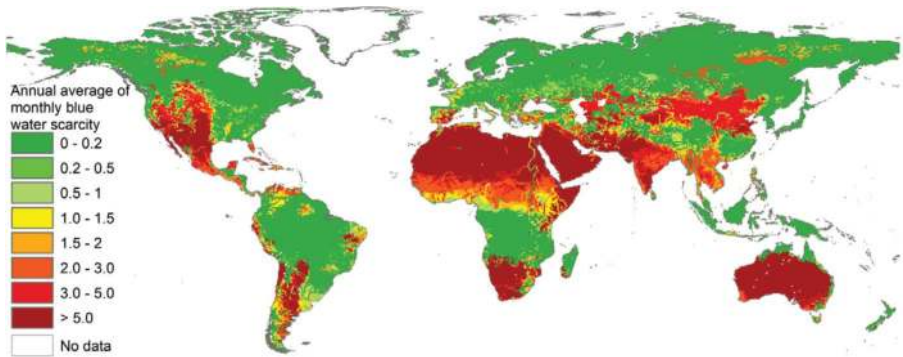 Annual average of
monthly blue
water scarcity
0 - 0.2
0.2 - 0.5
0.5 - 1
1.0 - 1.5
1.5 - 2
2.0 - 3.0
3.0 - 5.0
> 5.0
No data